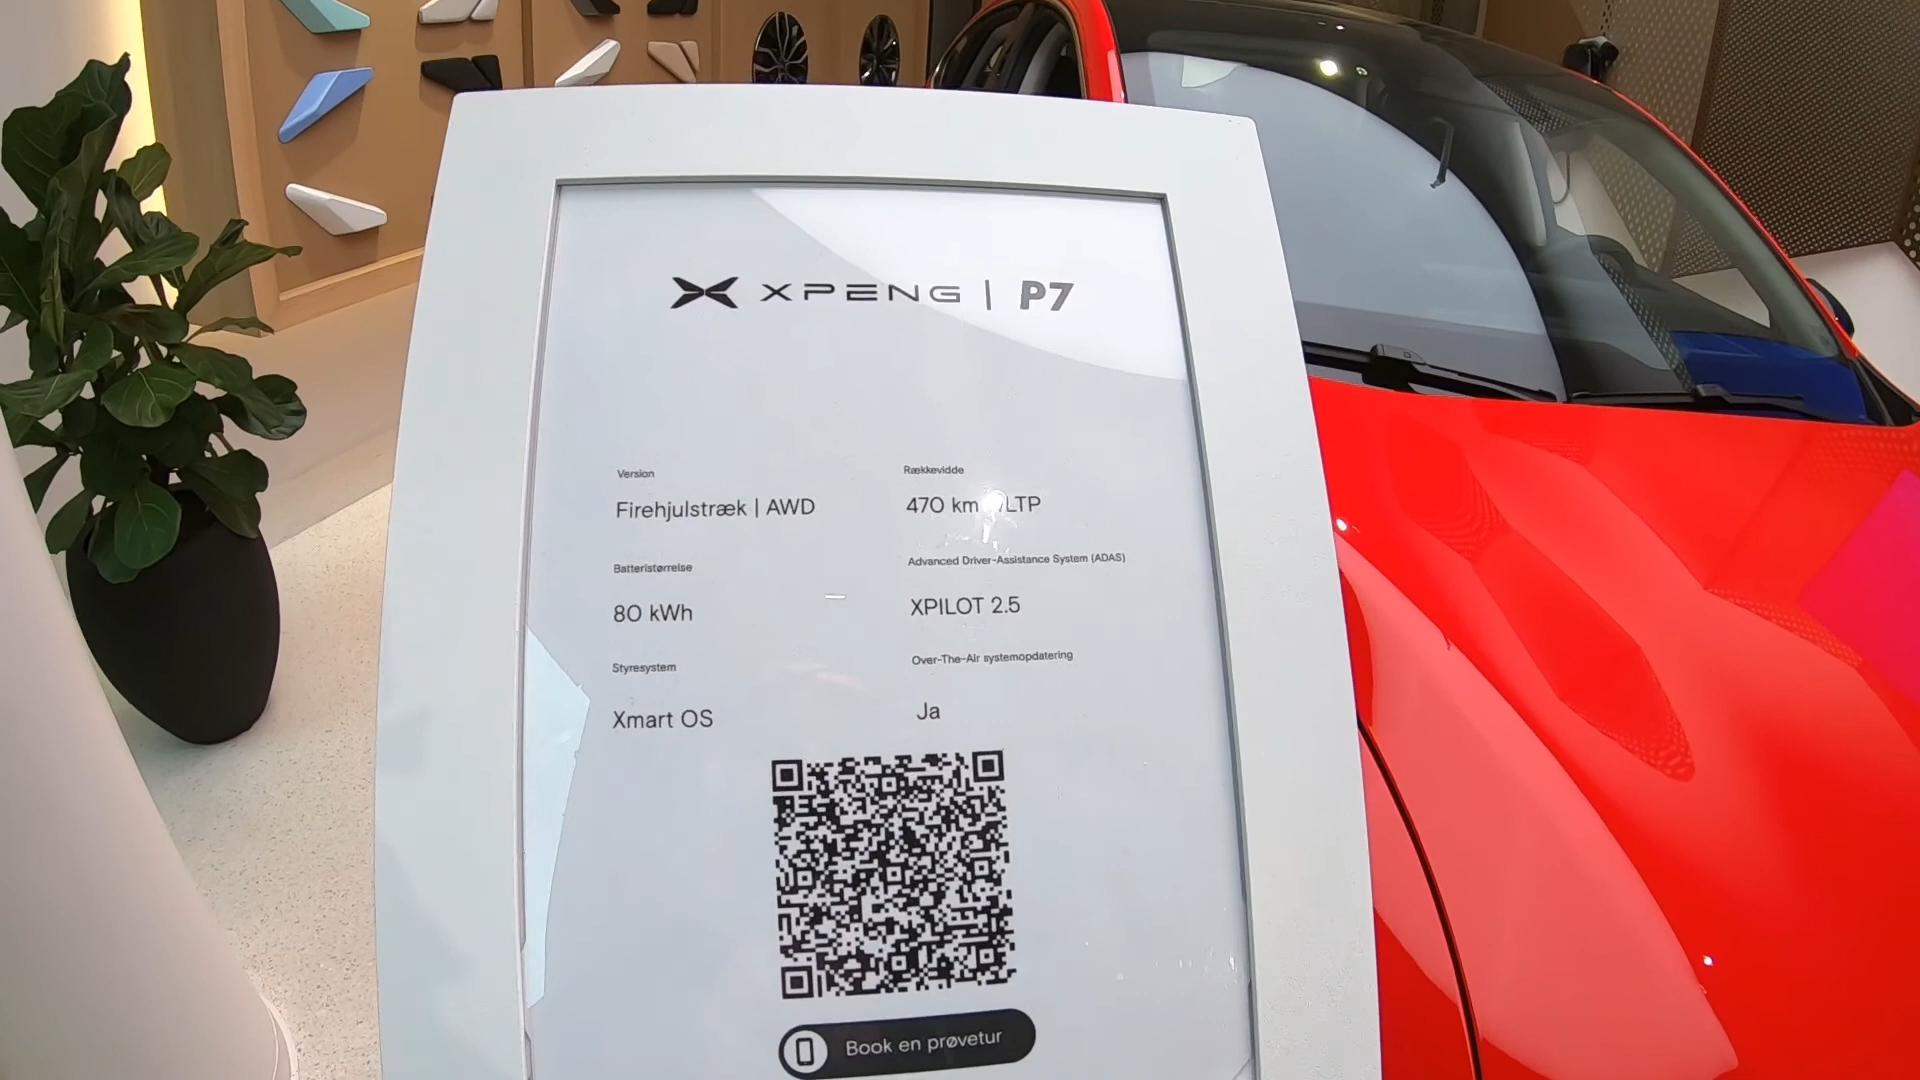 XPENG | P7
Version
Firehjulstræk | AWD
Rækkevidde
470 km LTP
Batteristørrelse
80 kWh
Advanced Driver-Assistance System (ADAS)
XPILOT 2.5
Styresystem
Xmart OS
Over-The-Air systemopdatering
Ja
Book en prøvetur